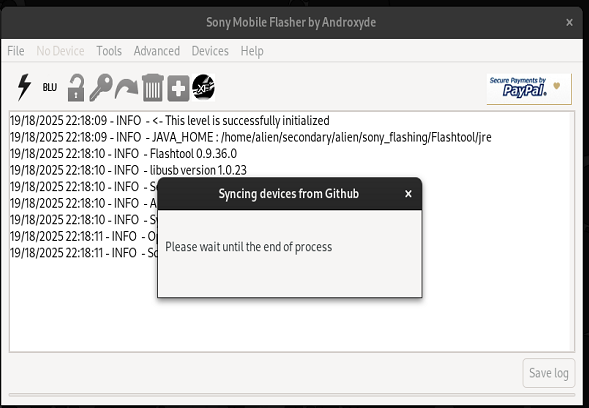 Sony Mobile Flasher by Androxyde
×
File No Device Tools Advanced Devices Help
BLU
Secure Payments by
PayPal.
19/18/2025 22:18:09 - INFO - <- This level is successfully initialized
19/18/2025 22:18:09 - INFO - JAVA_HOME : /home/alien/secondary/alien/sony_flashing/Flashtool/jre
19/18/2025 22:18:10 - INFO - Flashtool 0.9.36.0
19/18/2025 22:18:10 - INFO - libusb version 1.0.23
19/18/2025 22:18:10 - INFO - S
19/18/2025 22:18:10 - INFO - A
19/18/2025 22:18:10 - INFO - Sy
19/18/2025 22:18:11 - INFO - O
19/18/2025 22:18:11 - INFO - S
Syncing devices from Github
×
Please wait until the end of process
Save log